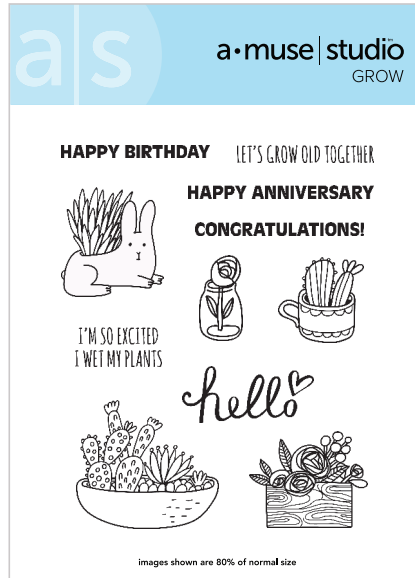 a|s
a•muse|studio™
GROW
HAPPY BIRTHDAY
LET'S GROW OLD TOGETHER
HAPPY ANNIVERSARY
CONGRATULATIONS!
I'M SO EXCITED
I WET MY PLANTS
hello
images shown are 80% of normal size